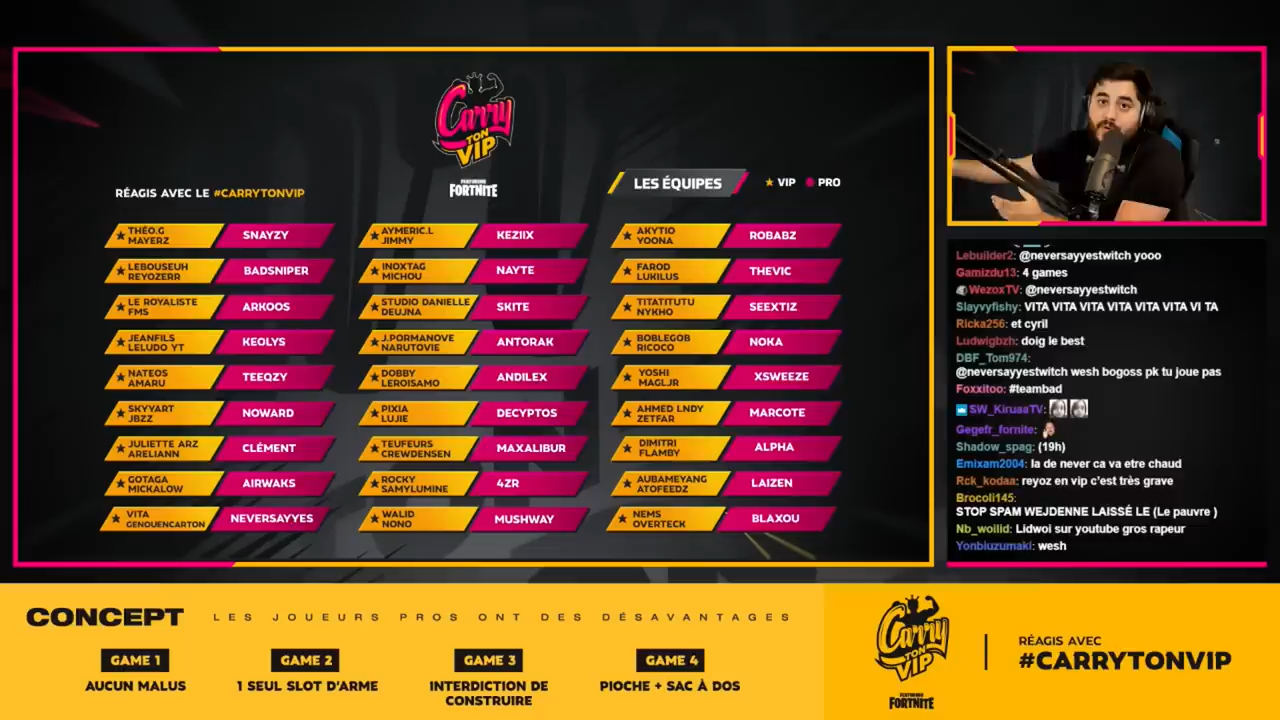 Carry
TON
VIP
FEATURING
FORTNITE
RÉAGIS AVEC LE #CARRYTONVIP
LES ÉQUIPES
VIP
PRO
THÉO.G
MAYERZ
SNAYZY
AYMERIC.L
JIMMY
KEZIIX
AKYTIO
YOONA
ROBABZ
LEBOUSEUH
REYOZERR
BADSNIPER
INOXTAG
MICHOU
NAYTE
FAROD
LUKILUS
THEVIC
LE ROYALISTE
FMS
ARKOOS
STUDIO DANIELLE
DEUJNA
SKITE
TITATITUTU
NYKHO
SEEXTIZ
JEANFILS
LELUDO YT
KEOLYS
J.PORMANOVE
NARUTOVIE
ANTORAK
BOBLEGOB
RICOCO
NOKA
NATEOS
AMARU
TEEQZY
DOBBY
LEROISAMO
ANDILEX
YOSHI
MAGLJR
XSWEEZE
SKYYART
JBZZ
NOWARD
PIXIA
LUJIE
DECYPTOS
AHMED LNDY
ZETFAR
MARCOTE
JULIETTE ARZ
ARELIANN
CLÉMENT
TEUFEURS
CREWDENSEN
MAXALIBUR
DIMITRI
FLAMBY
ALPHA
GOTAGA
MICKALOW
AIRWAKS
ROCKY
SAMYLUMINE
4ZR
AUBAMEYANG
ATOFEEDZ
LAIZEN
VITA
GENOUENCARTON
NEVERSAYYES
WALID
NONO
MUSHWAY
NEMS
OVERTECK
BLAXOU
Lebuilder2: @neversayyestwitch yooo
Gamizdu13: 4 games
WezoxTV: @neversayyestwitch
Slayvyfishy: VITA VITA VITA VITA VITA VITA VI TA
Ricka256: et cyril
Ludwigbzh: doig le best
DBF_Tom974:
@neversayyestwitch wesh bogoss pk tu joue pas
Foxxitoo: #teambad
SW_KiruaaTV:
Gegefr_fornite:
Shadow_spag: (19h)
Emixam2004: la de never ca va etre chaud
Rck_kodaa: reyoz en vip c'est très grave
Brocoli145:
STOP SPAM WEJDENNE LAISSÉ LE (Le pauvre )
Nb_woilid: Lidwoi sur youtube gros rapeur
Yonbiuzumaki: wesh
CONCEPT
LES JOUEURS PROS ONT DES DÉSAVANTAGES
GAME 1
AUCUN MALUS
GAME 2
1 SEUL SLOT D'ARME
GAME 3
INTERDICTION DE
CONSTRUIRE
GAME 4
PIOCHE + SAC À DOS
Carry
TON
VIP
FEATURING
FORTNITE
RÉAGIS AVEC
#CARRYTONVIP